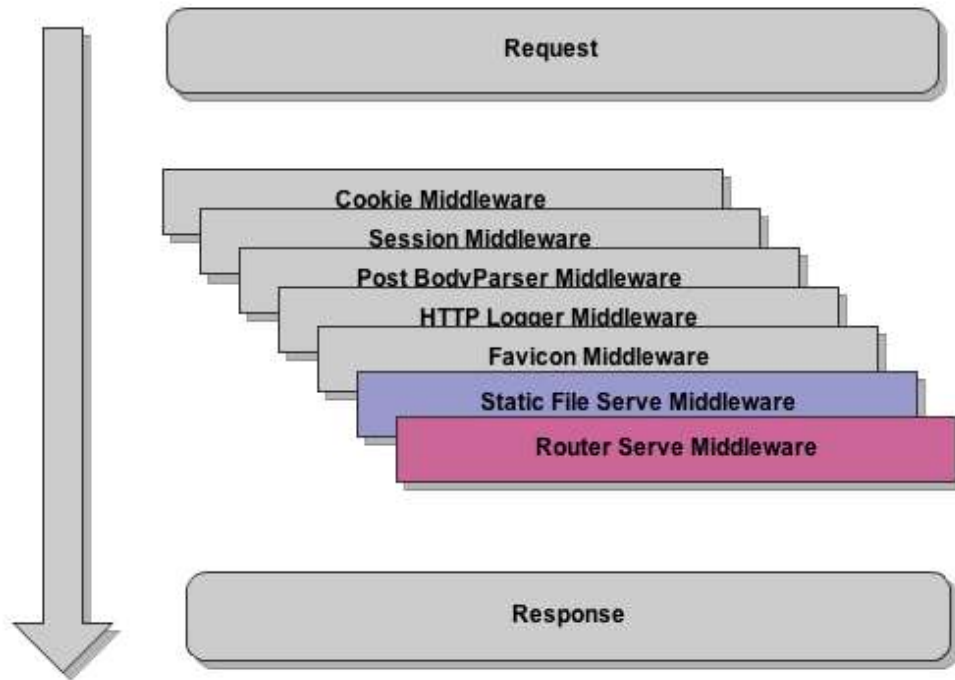 Request
Cookie Middleware
Session Middleware
Post BodyParser Middleware
HTTP Logger Middleware
Favicon Middleware
Static File Serve Middleware
Router Serve Middleware
Response